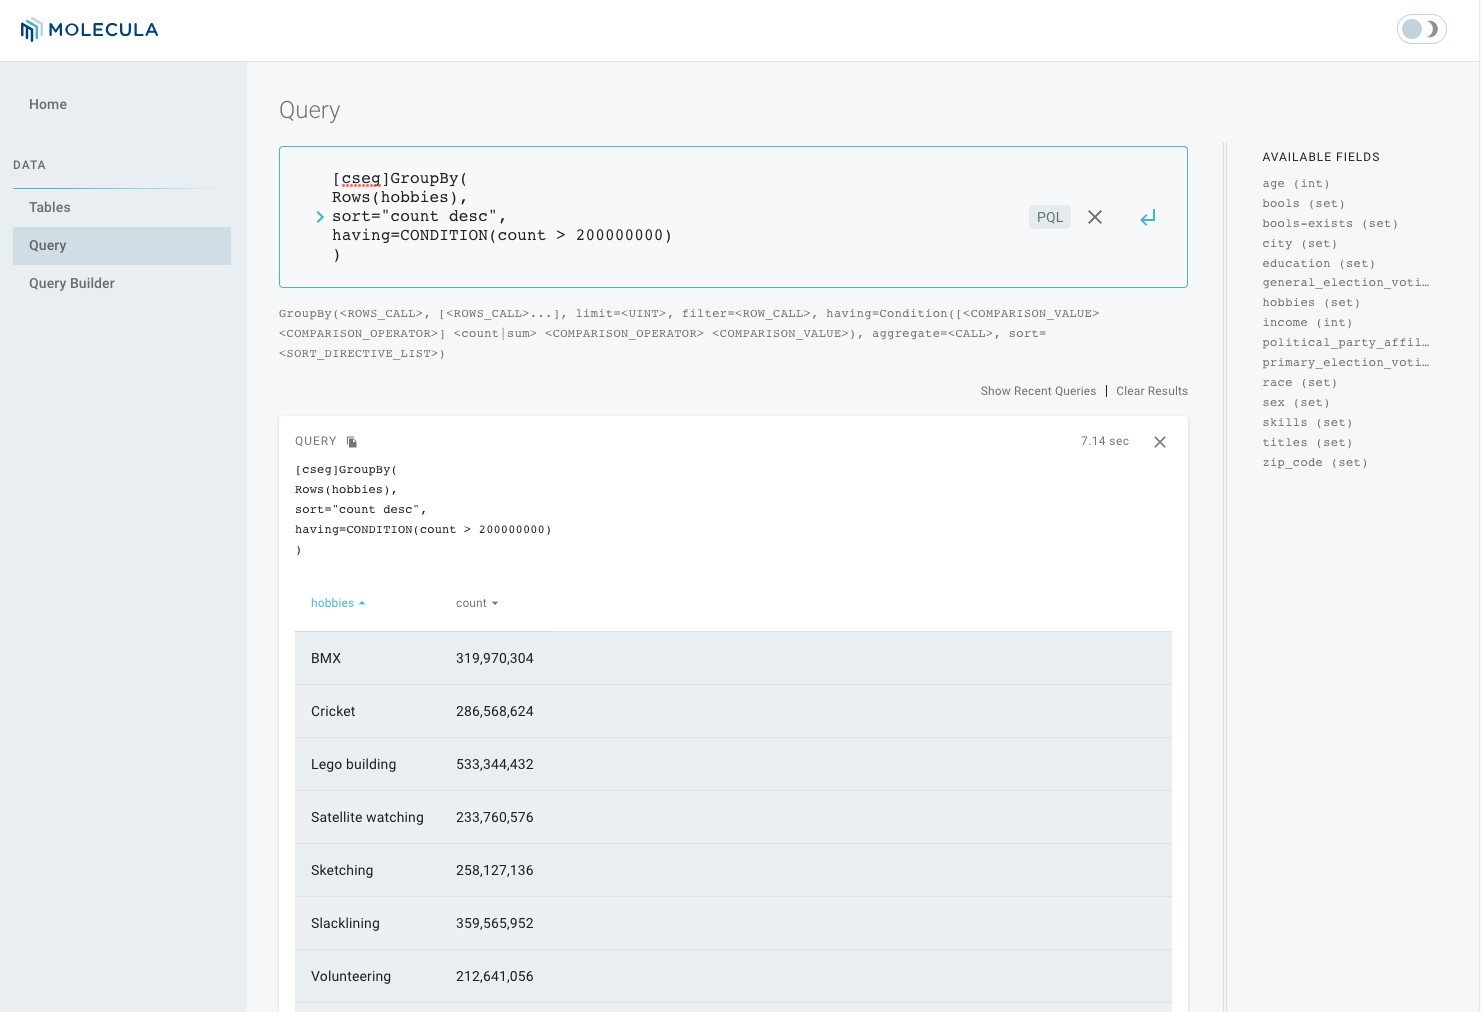 MOLECULA
Home
DATA
Tables
Query
Query Builder
Query
[cseg]GroupBy(
Rows(hobbies),
sort="count desc",
having=CONDITION(count > 200000000)
)
PQL
GroupBy(<ROWS_CALL>, [<ROWS_CALL>...], limit=<UINT>, filter=<ROW_CALL>, having=Condition([<COMPARISON_VALUE>
<COMPARISON_OPERATOR>] <count|sum> <COMPARISON_OPERATOR> <COMPARISON_VALUE>), aggregate=<CALL>, sort=
<SORT_DIRECTIVE_LIST>)
Show Recent Queries | Clear Results
QUERY 7.14 sec
[cseg]GroupBy(
Rows(hobbies),
sort="count desc",
having=CONDITION(count > 200000000)
)
hobbies count
BMX 319,970,304
Cricket 286,568,624
Lego building 533,344,432
Satellite watching 233,760,576
Sketching 258,127,136
Slacklining 359,565,952
Volunteering 212,641,056
AVAILABLE FIELDS
age (int)
bools (set)
bools-exists (set)
city (set)
education (set)
general_election_voti…
hobbies (set)
income (int)
political_party_affil…
primary_election_voti…
race (set)
sex (set)
skills (set)
titles (set)
zip_code (set)